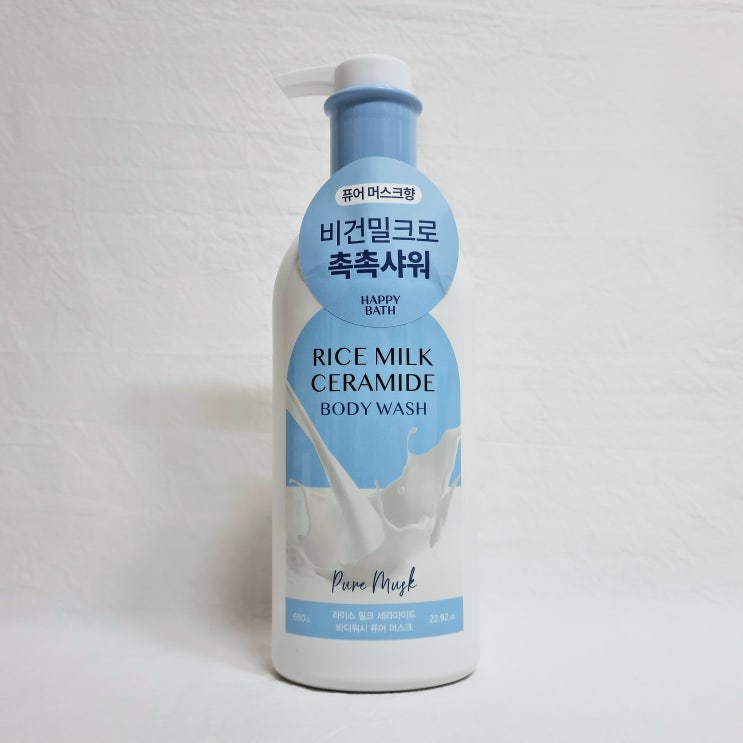 퓨어 머스크향
비건밀크로
촉촉샤워
HAPPY
BATH
RICE MILK
CERAMIDE
BODY WASH
Pure Musk
650 g
라이스 밀크 세라마이드
바디워시 퓨어 머스크
22.92 oz